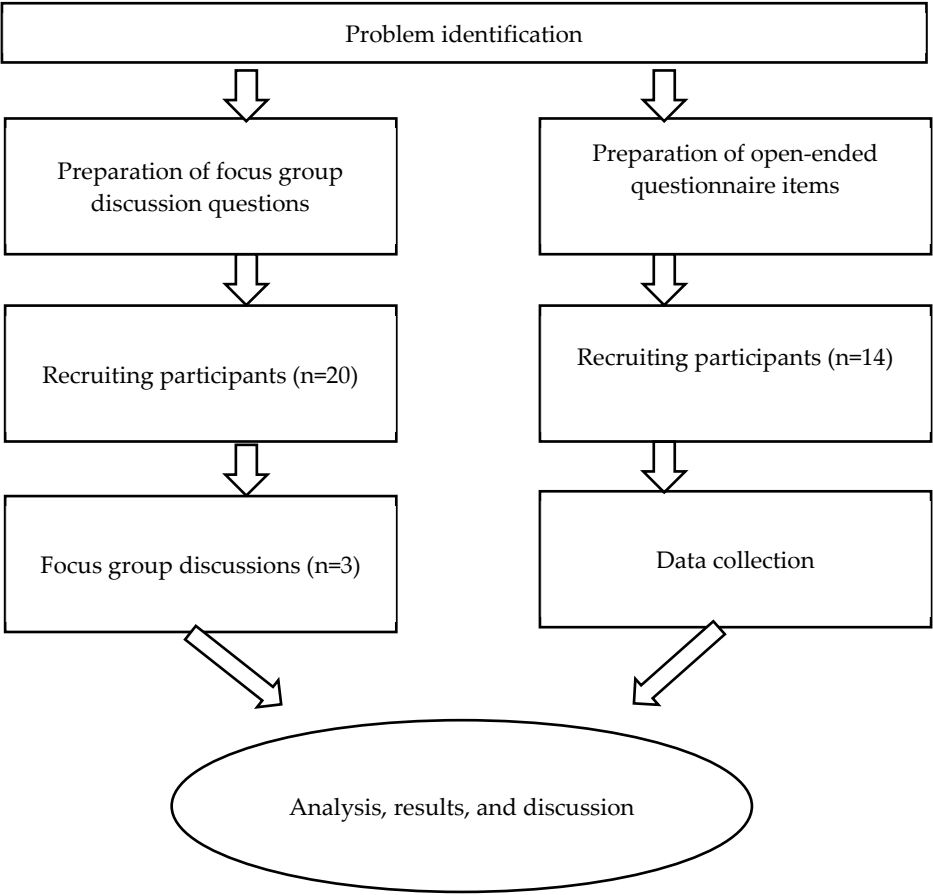 Problem identification
Preparation of focus group
discussion questions
Preparation of open-ended
questionnaire items
Recruiting participants (n=20)
Recruiting participants (n=14)
Focus group discussions (n=3)
Data collection
Analysis, results, and discussion